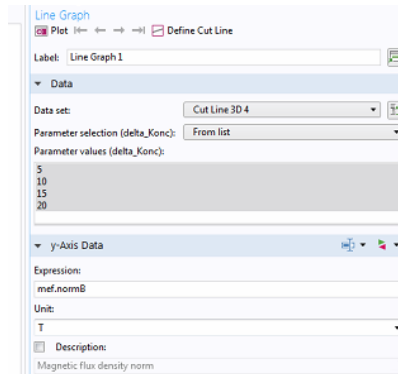 Line Graph
Plot Define Cut Line
Label: Line Graph 1
Data
Data set: Cut Line 3D 4
Parameter selection (delta_Konc): From list
Parameter values (delta_Konc):
5
10
15
20
y-Axis Data
Expression:
mef.normB
Unit:
T
Description:
Magnetic flux density norm